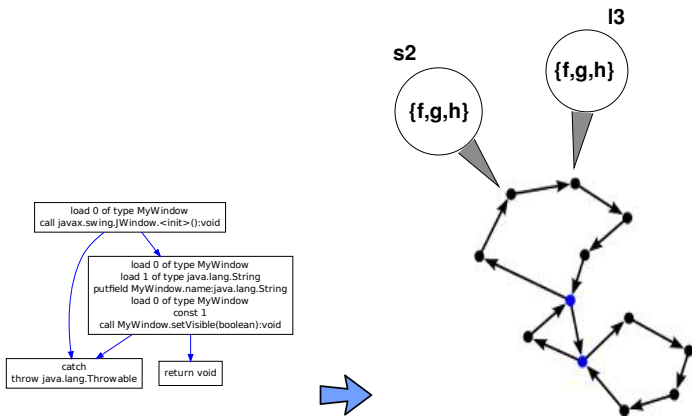 l3
s2
{f,g,h}
{f,g,h}
load 0 of type MyWindow
call javax.swing.JWindow.<init>():void
load 0 of type MyWindow
load 1 of type java.lang.String
putfield MyWindow.name:java.lang.String
load 0 of type MyWindow
const 1
call MyWindow.setVisible(boolean):void
catch
throw java.lang.Throwable
return void